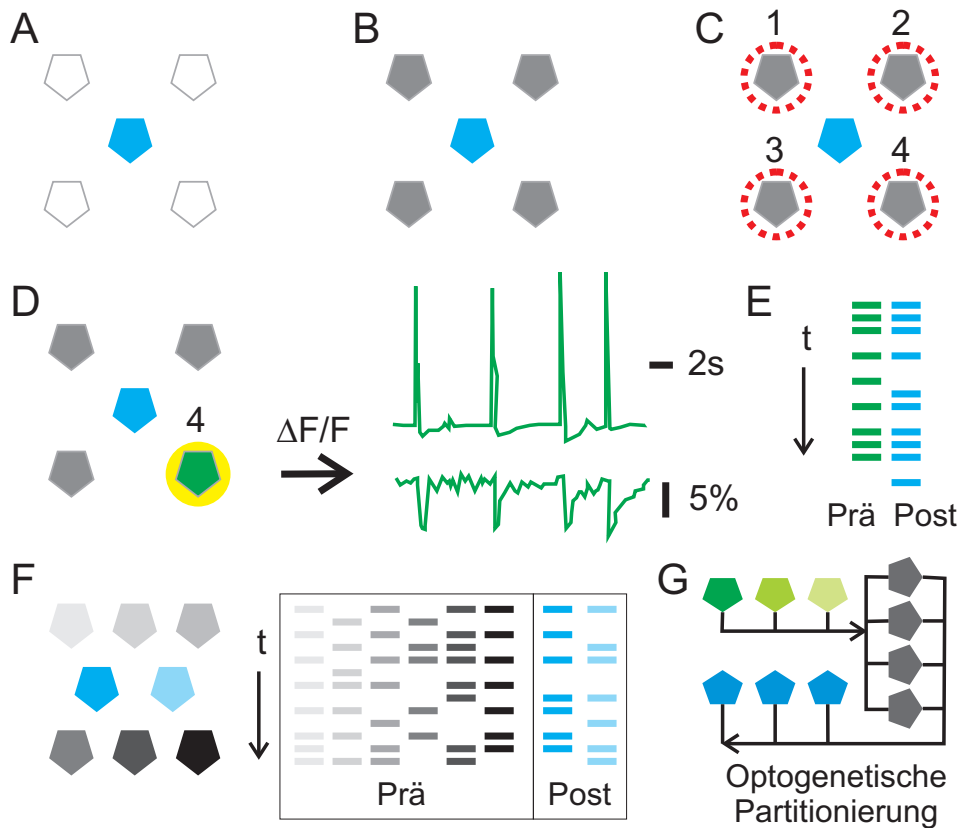 A
B
C
1
2
3
4
D
4
ΔF/F
2s
5%
E
t
Prä
Post
F
t
Prä
Post
G
Optogenetische
Partitionierung